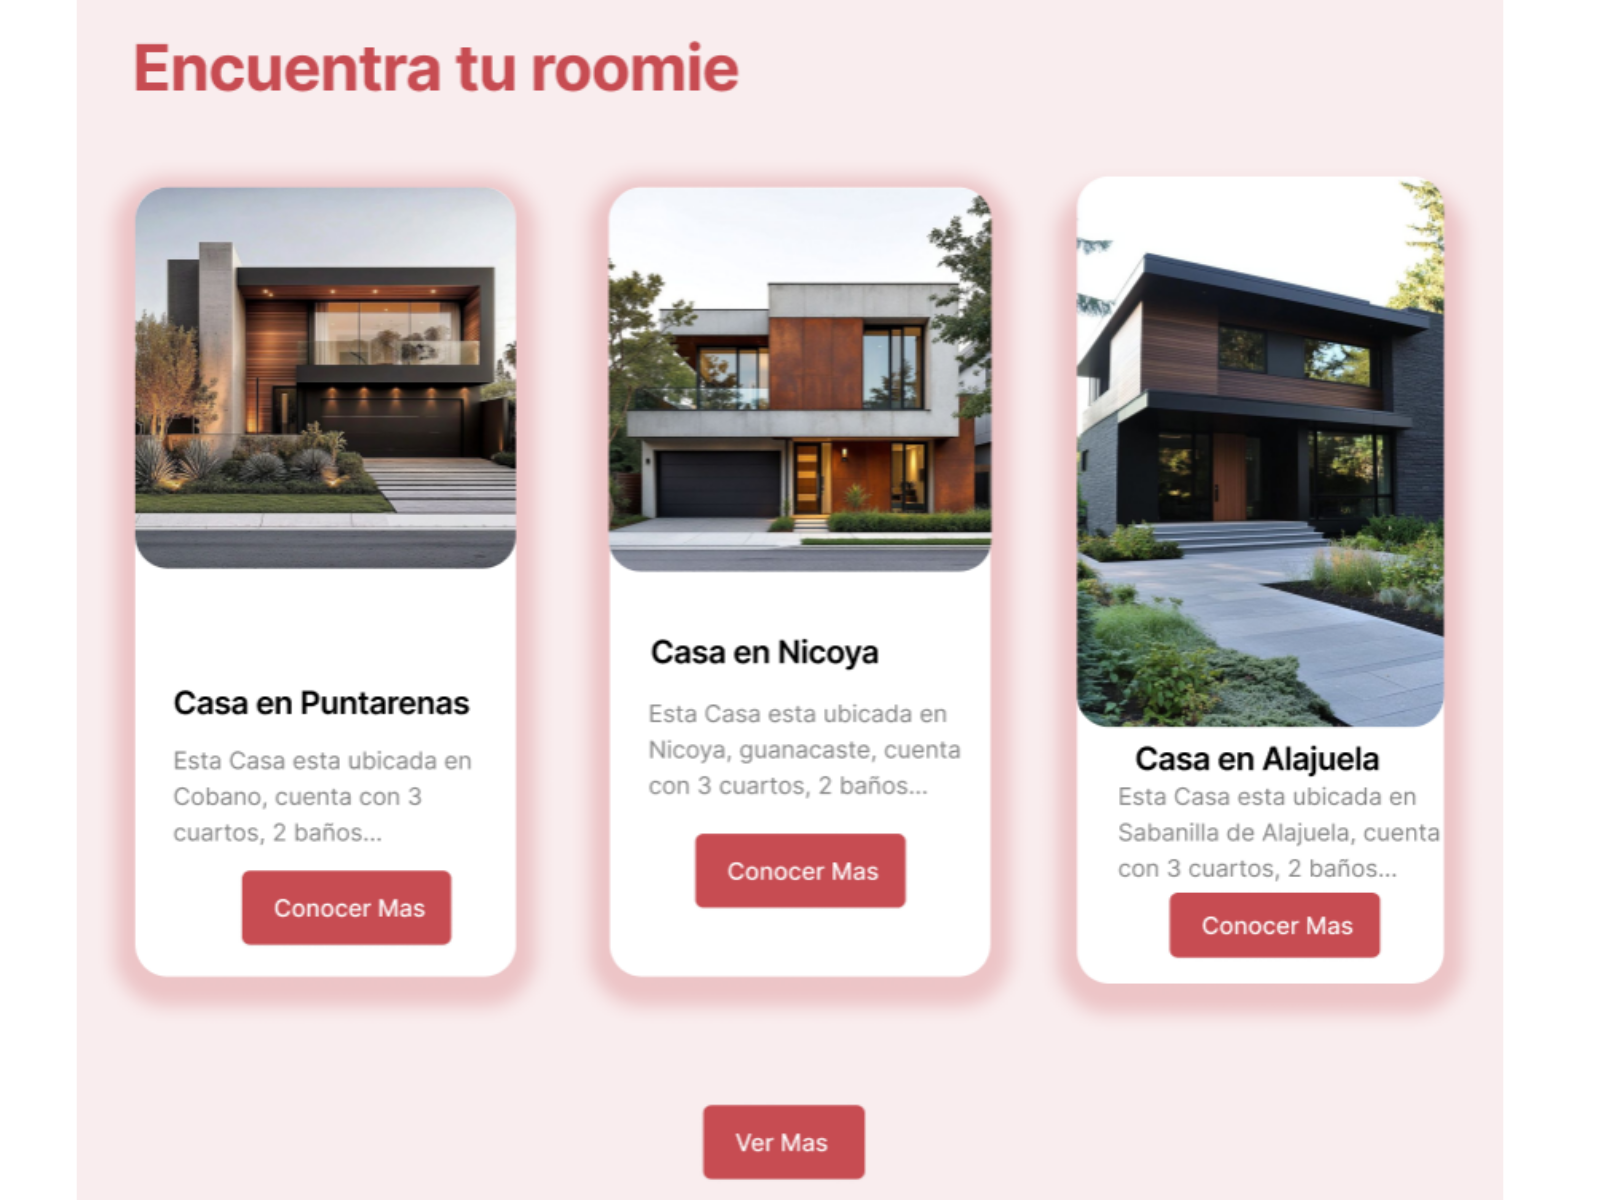 Encuentra tu roomie
Casa en Puntarenas
Esta Casa esta ubicada en
Cobano, cuenta con 3
cuartos, 2 baños...
Conocer Mas
Casa en Nicoya
Esta Casa esta ubicada en
Nicoya, guanacaste, cuenta
con 3 cuartos, 2 baños...
Conocer Mas
Casa en Alajuela
Esta Casa esta ubicada en
Sabanilla de Alajuela, cuenta
con 3 cuartos, 2 baños...
Conocer Mas
Ver Mas